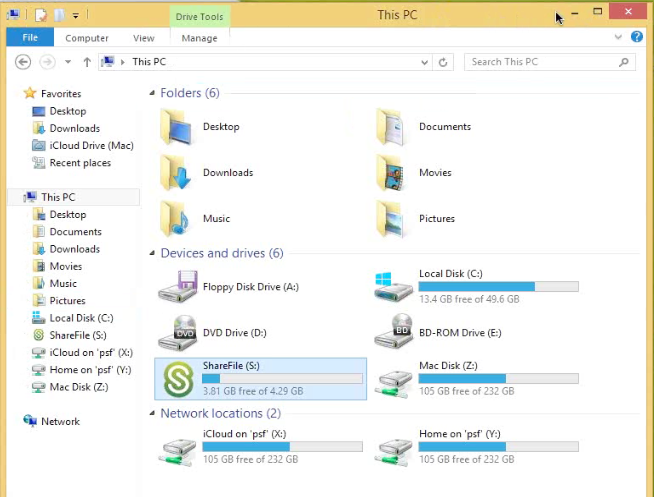 Drive Tools
This PC
File
Computer
View
Manage
This PC
Search This PC
Favorites
Desktop
Downloads
iCloud Drive (Mac)
Recent places
This PC
Desktop
Documents
Downloads
Movies
Music
Pictures
Local Disk (C:)
ShareFile (S:)
iCloud on 'psf' (X:)
Home on 'psf' (Y:)
Mac Disk (Z:)
Network
Folders (6)
Desktop
Documents
Downloads
Movies
Music
Pictures
Devices and drives (6)
Floppy Disk Drive (A:)
Local Disk (C:)
13.4 GB free of 49.6 GB
DVD
DVD Drive (D:)
BD
BD-ROM Drive (E:)
ShareFile (S:)
3.81 GB free of 4.29 GB
Mac Disk (Z:)
105 GB free of 232 GB
Network locations (2)
iCloud on 'psf' (X:)
105 GB free of 232 GB
Home on 'psf' (Y:)
105 GB free of 232 GB